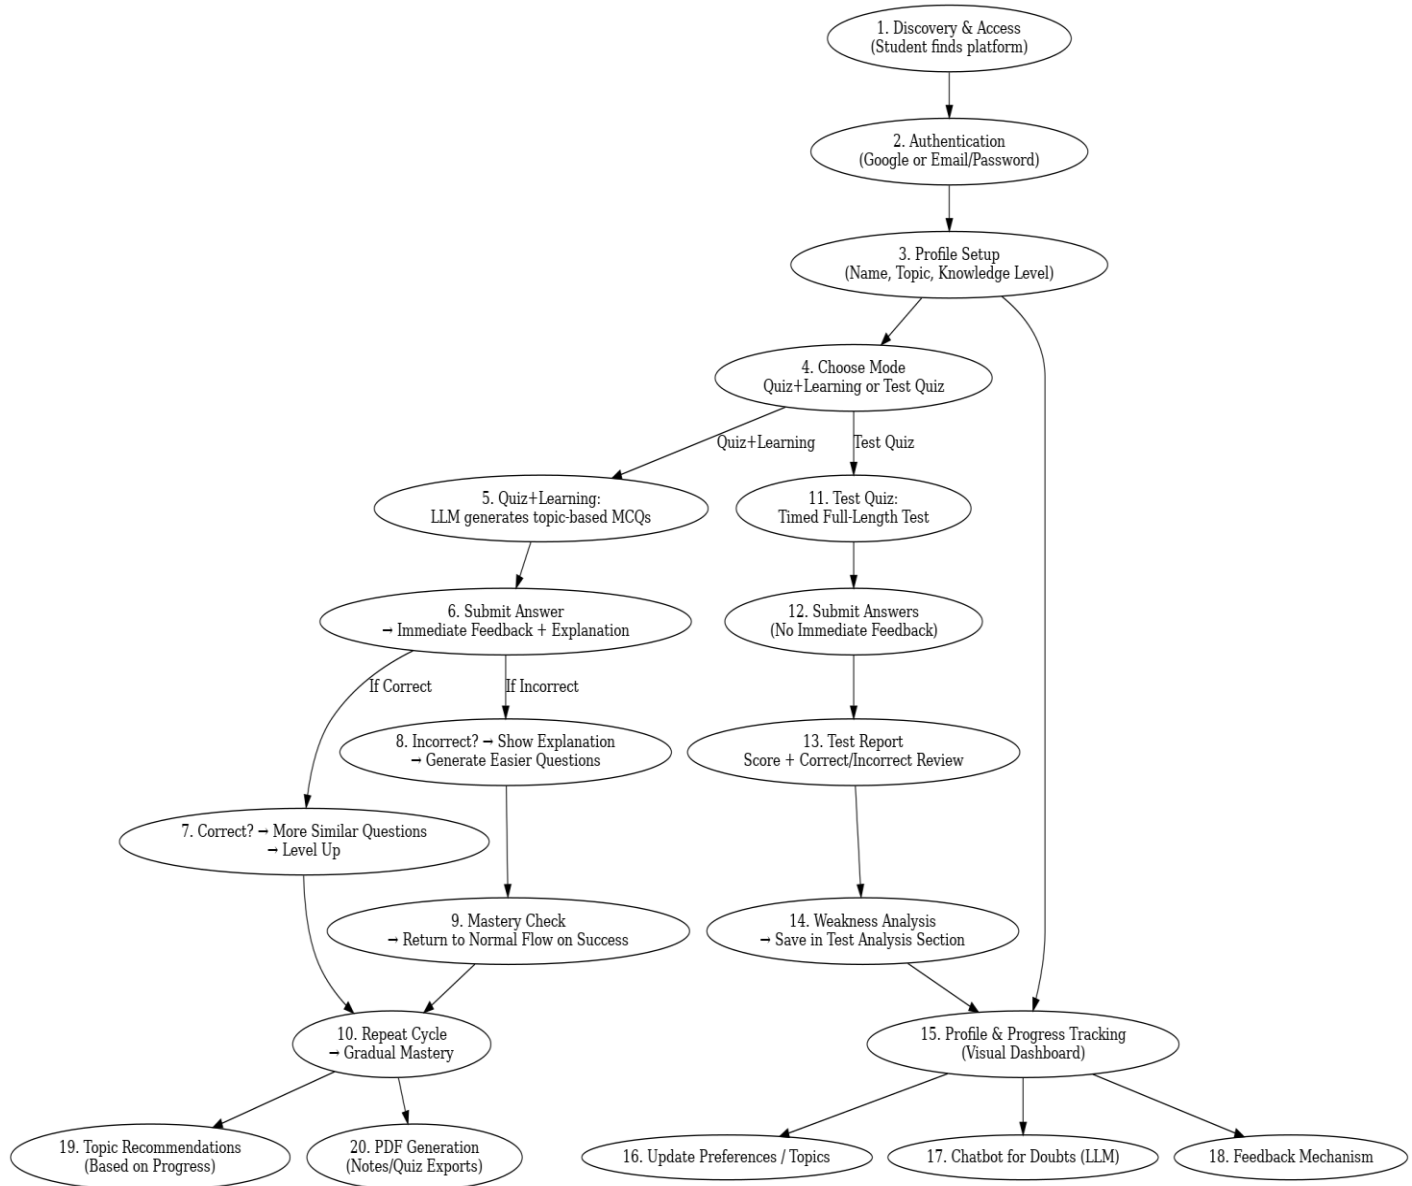 1. Discovery & Access
(Student finds platform)
2. Authentication
(Google or Email/Password)
3. Profile Setup
(Name, Topic, Knowledge Level)
4. Choose Mode
Quiz+Learning or Test Quiz
Quiz+Learning
Test Quiz
5. Quiz+Learning:
LLM generates topic-based MCQs
11. Test Quiz:
Timed Full-Length Test
6. Submit Answer
→ Immediate Feedback + Explanation
12. Submit Answers
(No Immediate Feedback)
If Correct
If Incorrect
8. Incorrect? → Show Explanation
→ Generate Easier Questions
13. Test Report
Score + Correct/Incorrect Review
7. Correct? → More Similar Questions
→ Level Up
9. Mastery Check
→ Return to Normal Flow on Success
14. Weakness Analysis
→ Save in Test Analysis Section
10. Repeat Cycle
→ Gradual Mastery
15. Profile & Progress Tracking
(Visual Dashboard)
19. Topic Recommendations
(Based on Progress)
20. PDF Generation
(Notes/Quiz Exports)
16. Update Preferences / Topics
17. Chatbot for Doubts (LLM)
18. Feedback Mechanism